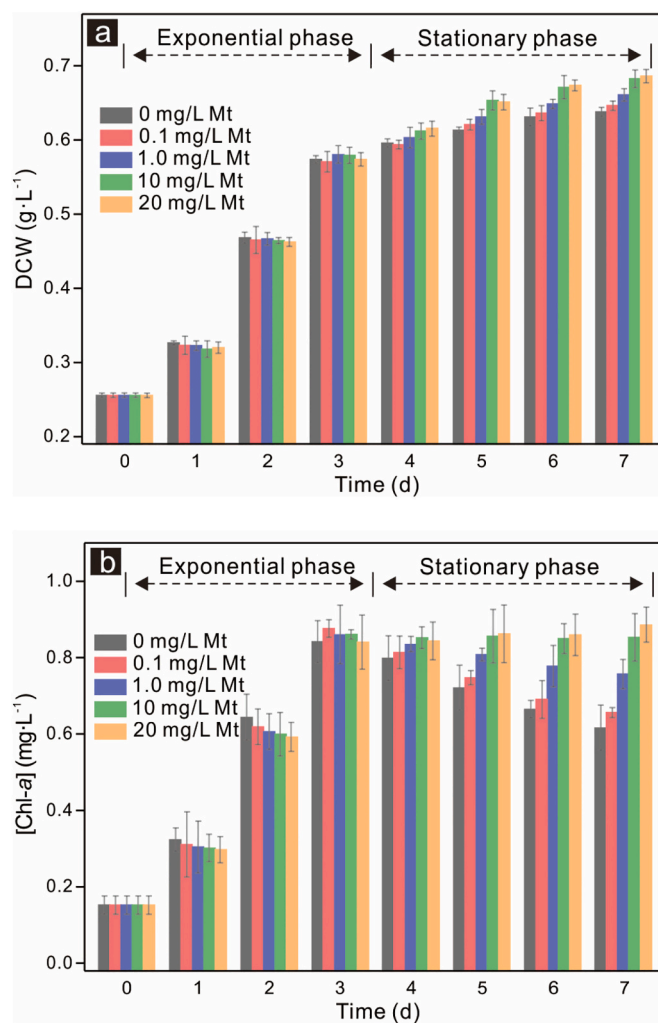 a
Exponential phase
Stationary phase
0.7
0.6
0.5
0.4
0.3
0.2
DCW (g·L⁻¹)
0 mg/L Mt
0.1 mg/L Mt
1.0 mg/L Mt
10 mg/L Mt
20 mg/L Mt
0 1 2 3 4 5 6 7
Time (d)
b
Exponential phase
Stationary phase
1.0
0.8
0.6
0.4
0.2
0.0
[Chl-a] (mg·L⁻¹)
0 mg/L Mt
0.1 mg/L Mt
1.0 mg/L Mt
10 mg/L Mt
20 mg/L Mt
0 1 2 3 4 5 6 7
Time (d)